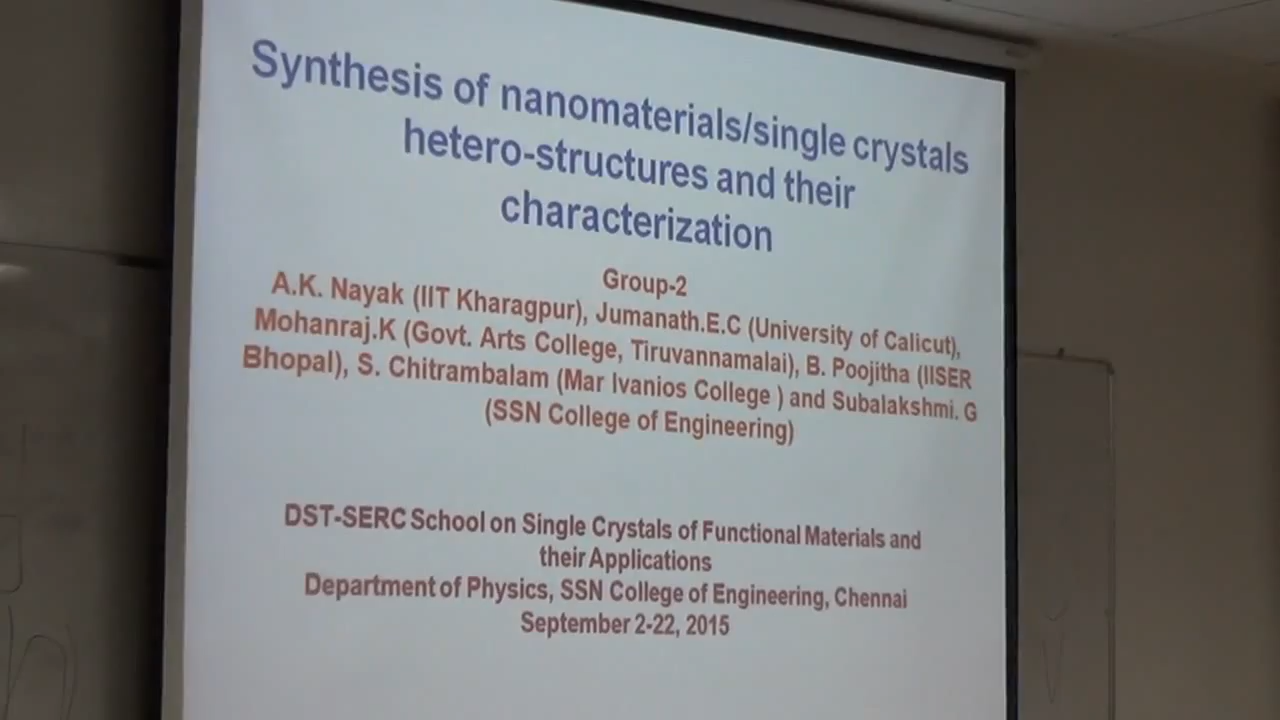 Synthesis of nanomaterials/single crystals
hetero-structures and their
characterization
Group-2
A.K. Nayak (IIT Kharagpur), Jumanath.E.C (University of Calicut),
Mohanraj.K (Govt. Arts College, Tiruvannamalai), B. Poojitha (IISER
Bhopal), S. Chitrambalam (Mar Ivanios College ) and Subalakshmi. G
(SSN College of Engineering)
DST-SERC School on Single Crystals of Functional Materials and
their Applications
Department of Physics, SSN College of Engineering, Chennai
September 2-22, 2015